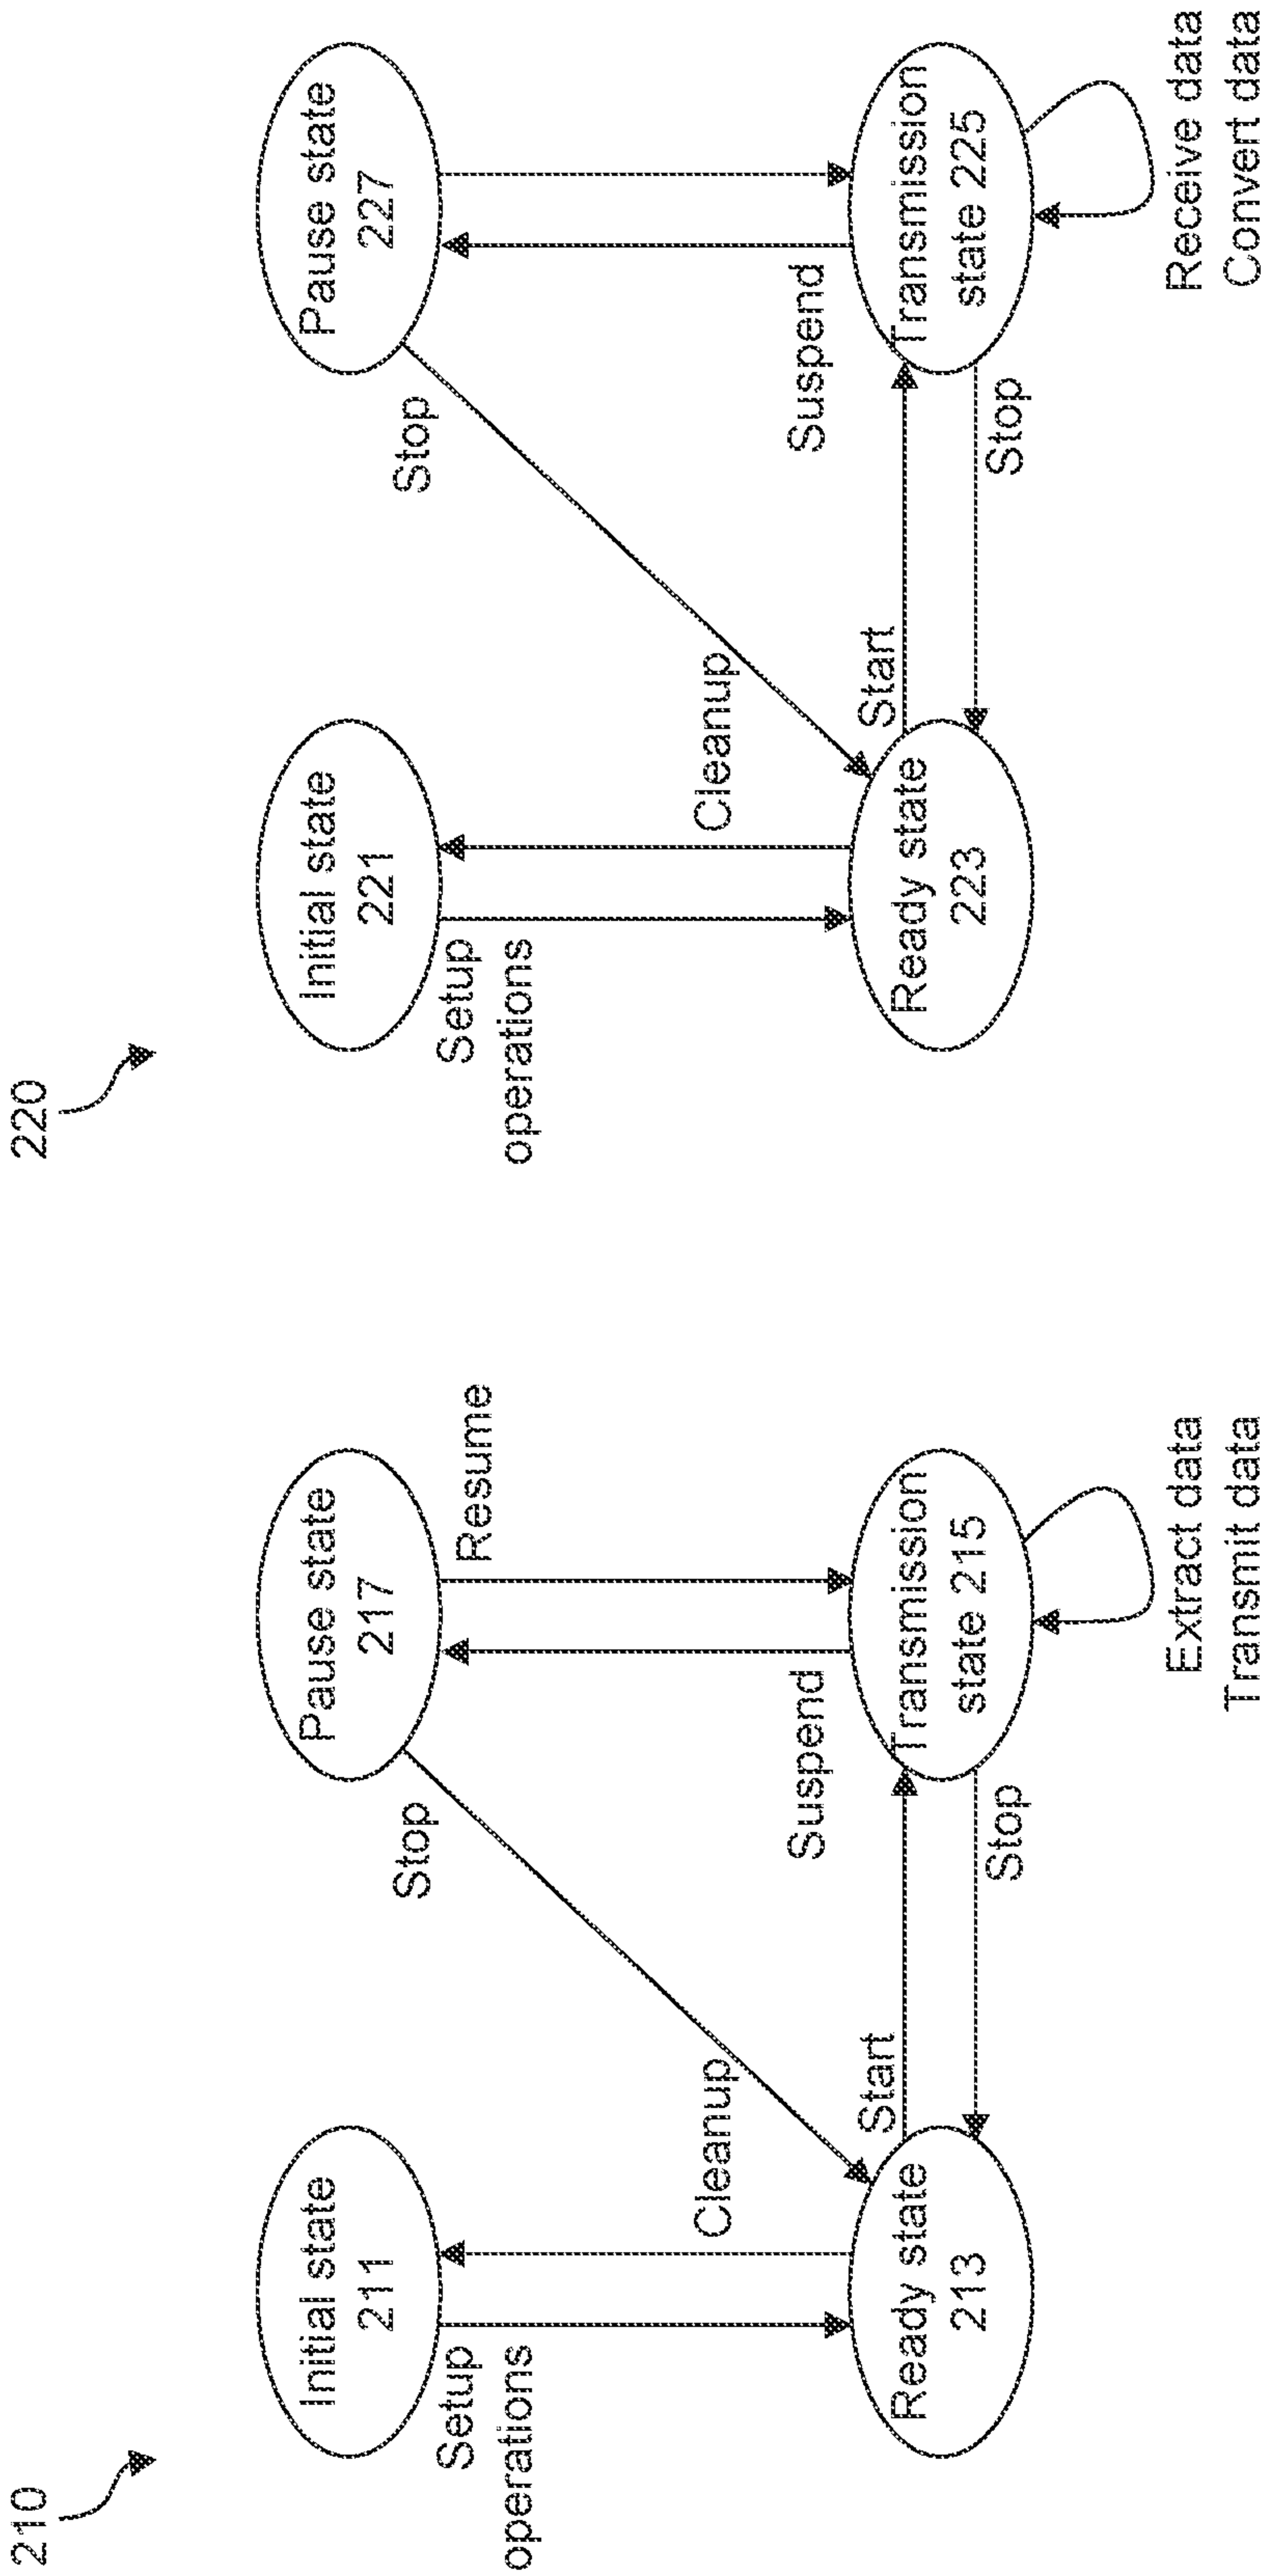 210
Initial state
211
Setup
operations
Cleanup
Ready state
213
Start
Stop
Pause state
217
Stop
Resume
Suspend
Transmission
state 215
Extract data
Transmit data
220
Initial state
221
Setup
operations
Cleanup
Ready state
223
Start
Stop
Pause state
227
Stop
Suspend
Transmission
state 225
Receive data
Convert data